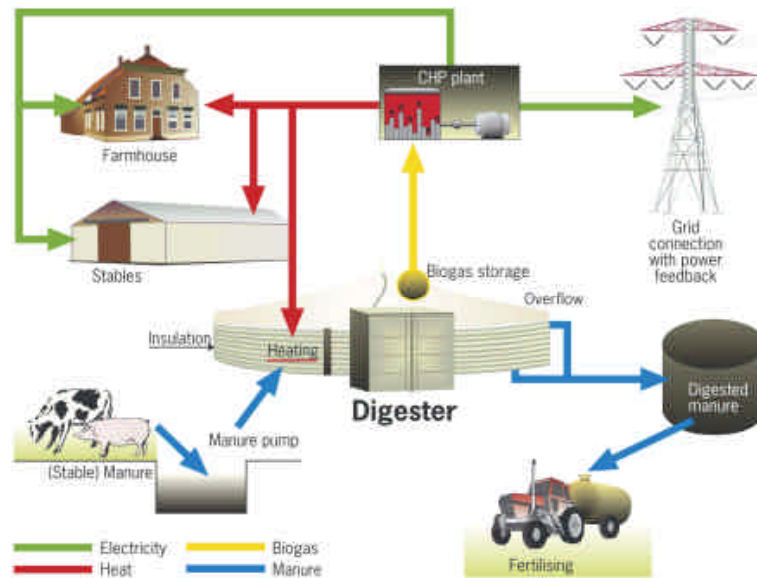 CHP plant
Farmhouse
Stables
Grid
connection
with power
feedback
Biogas storage
Overflow
Insulation
Heating
Digester
Digested
manure
Manure pump
(Stable) Manure
Fertilising
Electricity
Biogas
Heat
Manure